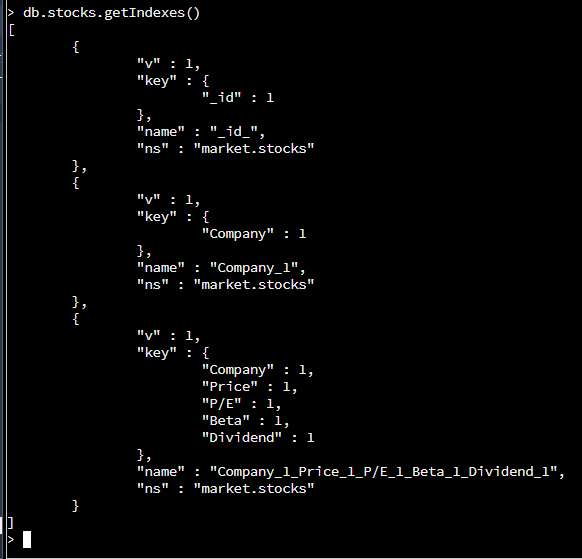 > db.stocks.getIndexes()
[
        {
                "v" : 1,
                "key" : {
                        "_id" : 1
                },
                "name" : "_id_",
                "ns" : "market.stocks"
        },
        {
                "v" : 1,
                "key" : {
                        "Company" : 1
                },
                "name" : "Company_1",
                "ns" : "market.stocks"
        },
        {
                "v" : 1,
                "key" : {
                        "Company" : 1,
                        "Price" : 1,
                        "P/E" : 1,
                        "Beta" : 1,
                        "Dividend" : 1
                },
                "name" : "Company_1_Price_1_P/E_1_Beta_1_Dividend_1",
                "ns" : "market.stocks"
        }
]
>